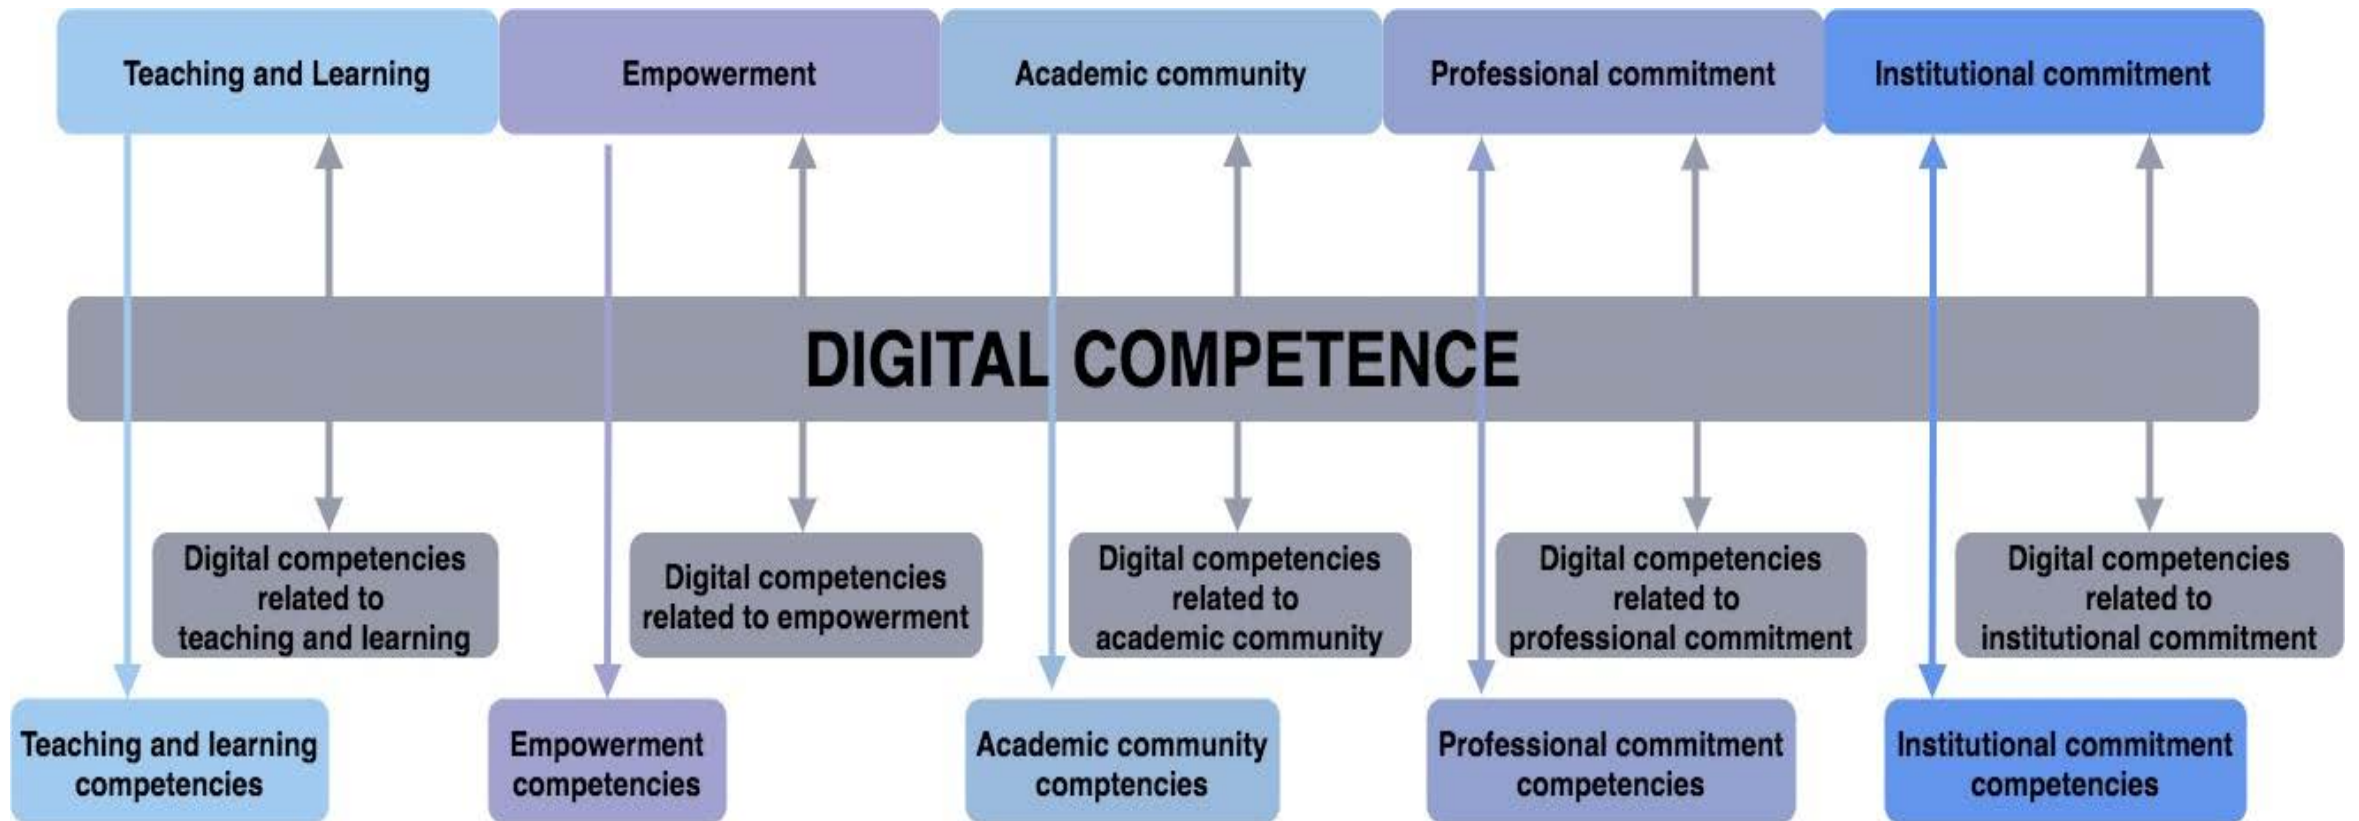 Teaching and Learning
Empowerment
Academic community
Professional commitment
Institutional commitment
DIGITAL COMPETENCE
Digital competencies
related to
teaching and learning
Digital competencies
related to empowerment
Digital competencies
related to
academic community
Digital competencies
related to
professional commitment
Digital competencies
related to
institutional commitment
Teaching and learning
competencies
Empowerment
competencies
Academic community
comptencies
Professional commitment
competencies
Institutional commitment
competencies